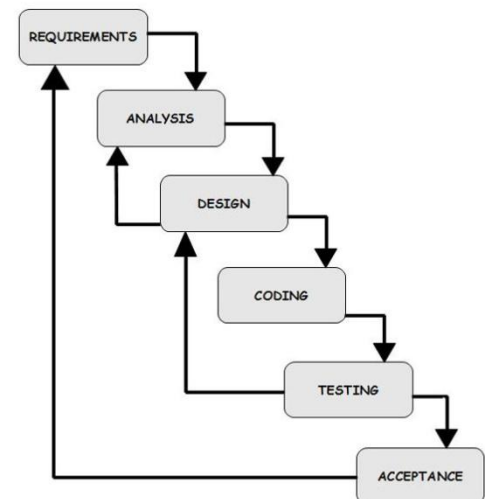 REQUIREMENTS
ANALYSIS
DESIGN
CODING
TESTING
ACCEPTANCE